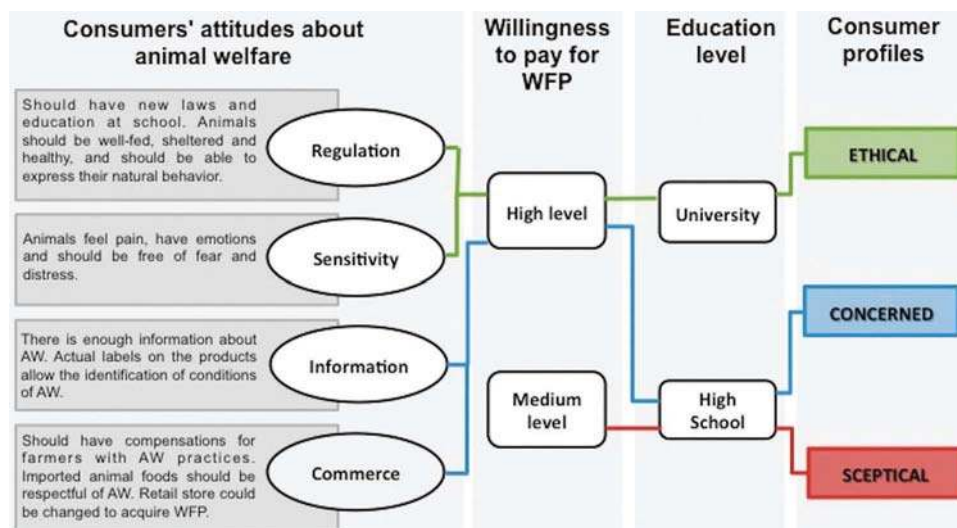 Consumers' attitudes about
animal welfare
Willingness
to pay for
WFP
Education
level
Consumer
profiles
Should have new laws and
education at school. Animals
should be well-fed, sheltered and
healthy, and should be able to
express their natural behavior.
Regulation
Animals feel pain, have emotions
and should be free of fear and
distress.
Sensitivity
There is enough information about
AW. Actual labels on the products
allow the identification of conditions
of AW.
Information
Should have compensations for
farmers with AW practices.
Imported animal foods should be
respectful of AW. Retail store could
be changed to acquire WFP.
Commerce
High level
Medium
level
University
High
School
ETHICAL
CONCERNED
SCEPTICAL